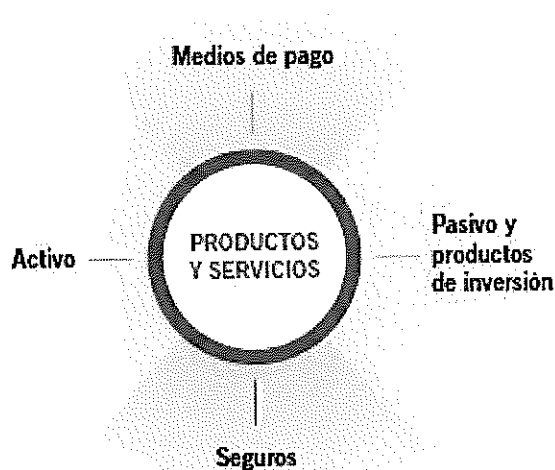 Medios de pago
Activo
PRODUCTOS
Y SERVICIOS
Pasivo y
productos
de inversión
Seguros